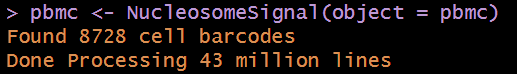 > pbmc <- NucleosomeSignal(object = pbmc)
Found 8728 cell barcodes
Done Processing 43 million lines